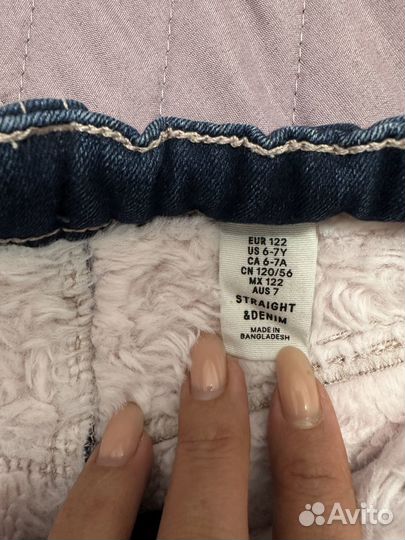 EUR 122
US 6-7Y
CA 6-7A
CN 120/56
MX 122
AUS 7
STRAIGHT
&DENIM
MADE IN
BANGLADESH
Avito